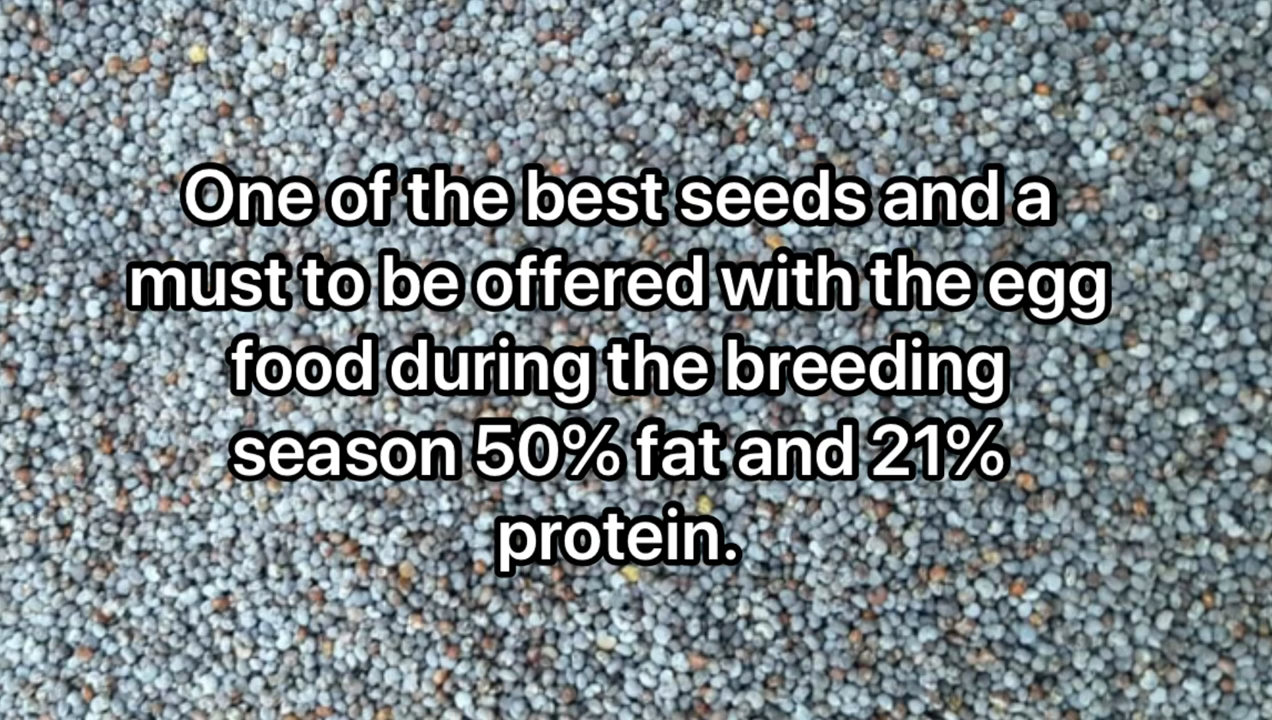 One of the best seeds and a
must to be offered with the egg
food during the breeding
season 50% fat and 21%
protein.